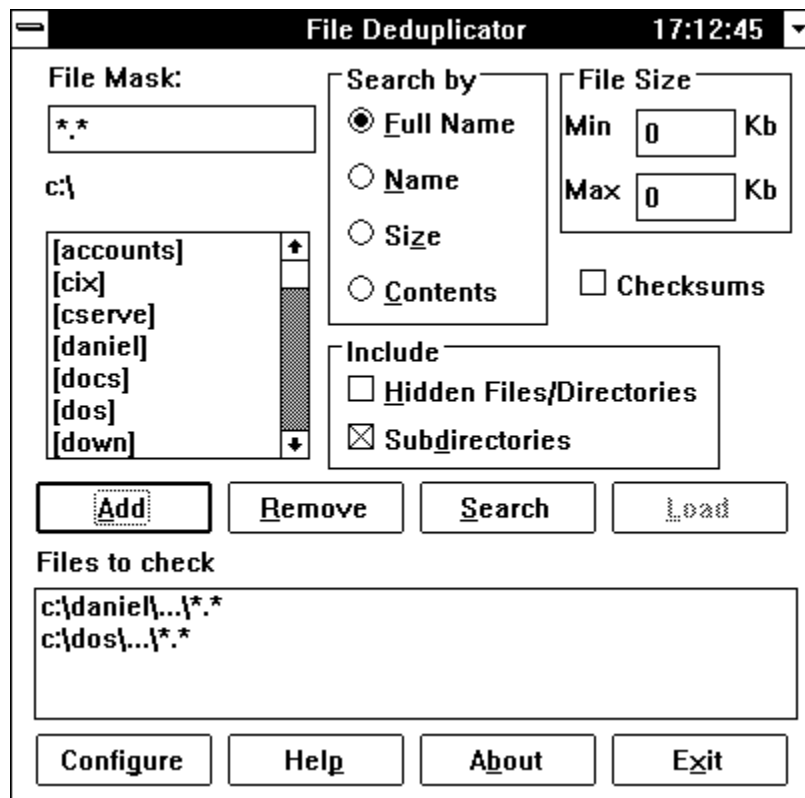 File Deduplicator 17:12:45
File Mask:
*.*
c:\
[accounts]
[cix]
[cserve]
[daniel]
[docs]
[dos]
[down]
Search by
Full Name
Name
Size
Contents
File Size
Min 0 Kb
Max 0 Kb
Checksums
Include
Hidden Files/Directories
Subdirectories
Add Remove Search Load
Files to check
c:\daniel\...\*.*
c:\dos\...\*.*
Configure Help About Exit